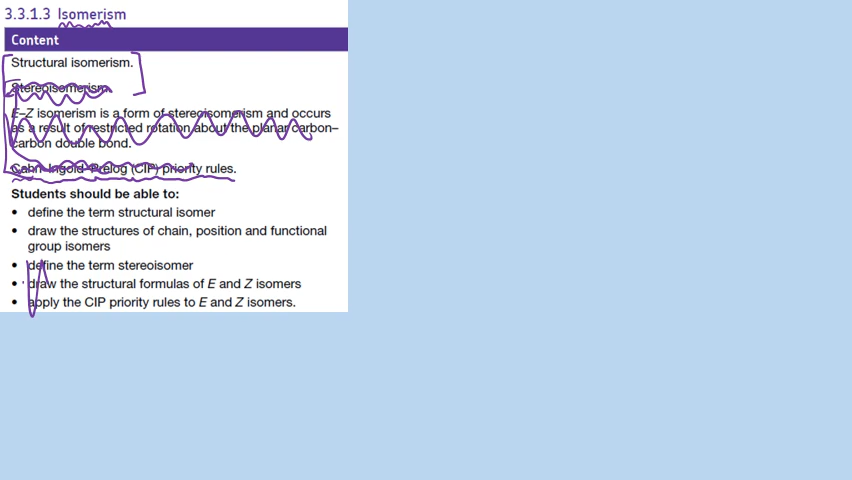 3.3.1.3 Isomerism
Content
Structural isomerism.
Stereoisomerism.
E–Z isomerism is a form of stereoisomerism and occurs
as a result of restricted rotation about the planar carbon–
carbon double bond.
Cahn–Ingold–Prelog (CIP) priority rules.
Students should be able to:
• define the term structural isomer
• draw the structures of chain, position and functional
group isomers
• define the term stereoisomer
• draw the structural formulas of E and Z isomers
• apply the CIP priority rules to E and Z isomers.